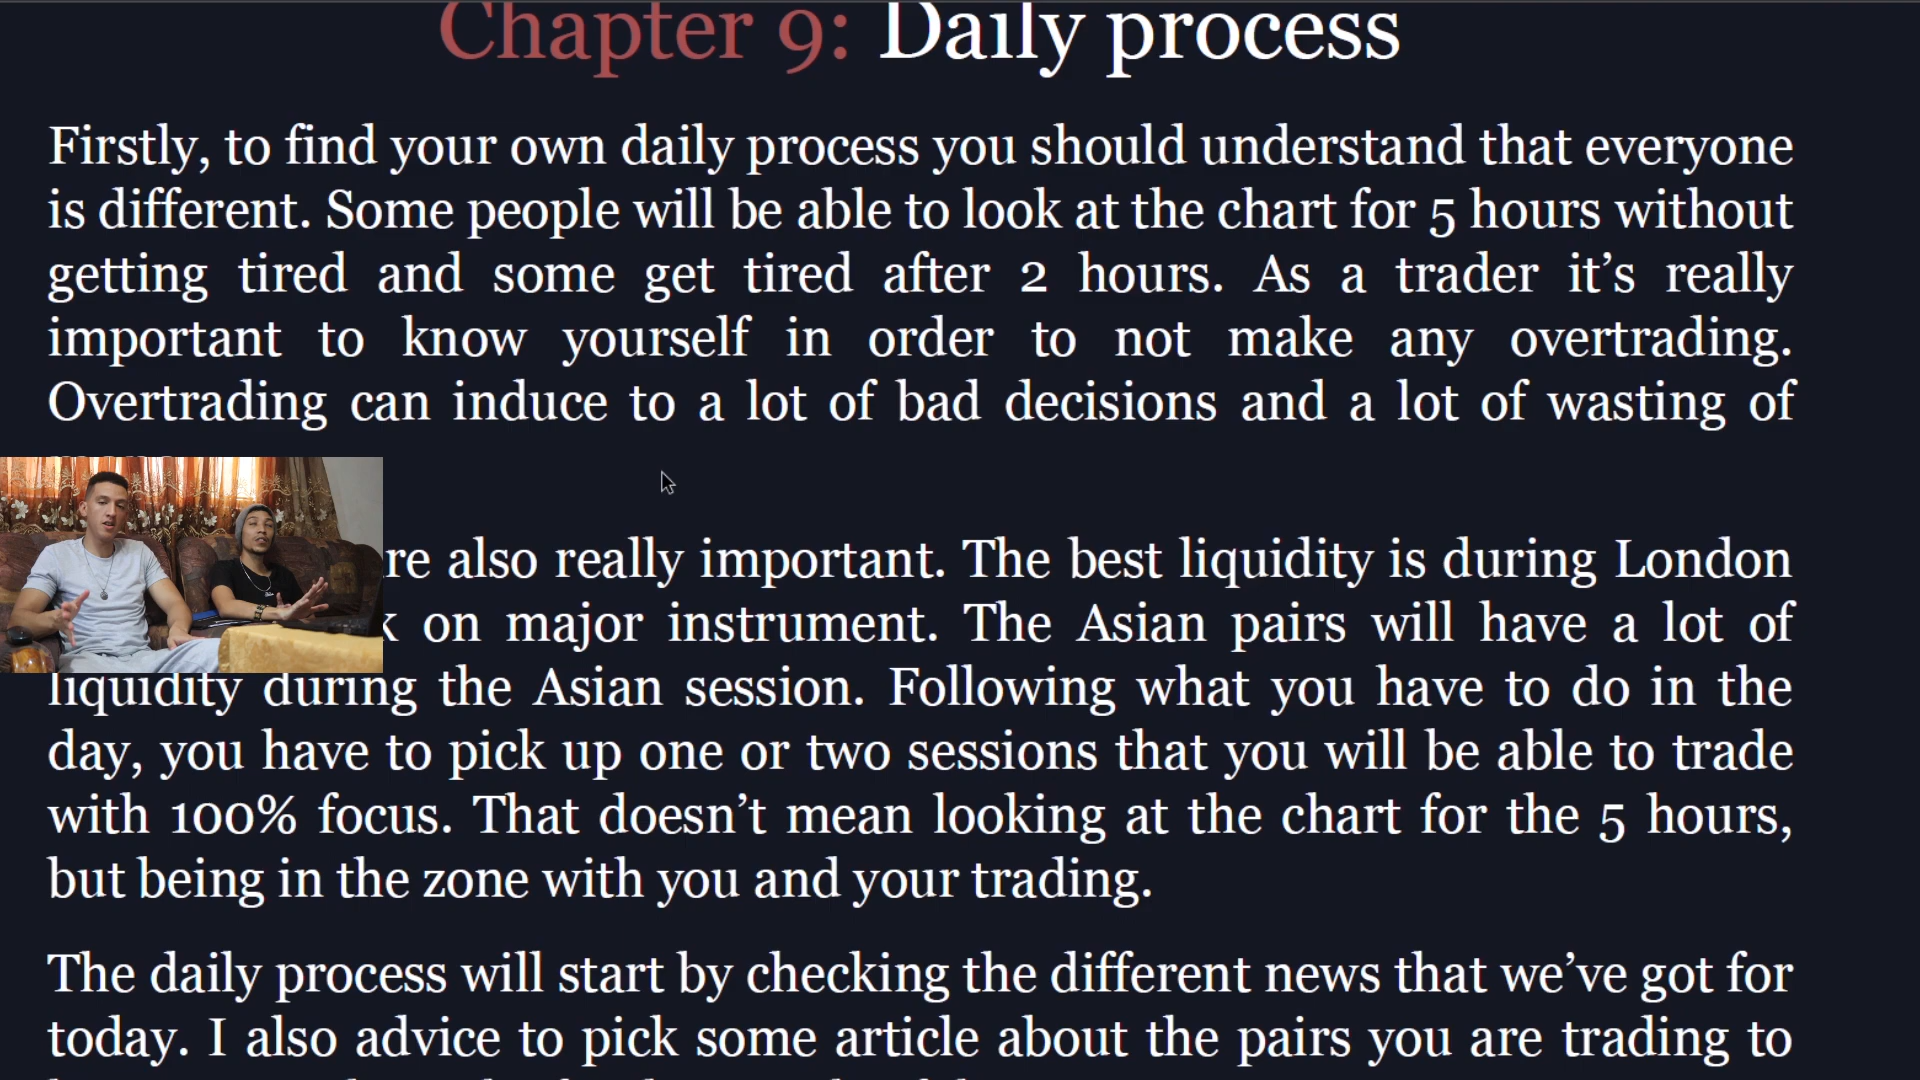 Chapter 9: Daily process
Firstly, to find your own daily process you should understand that everyone
is different. Some people will be able to look at the chart for 5 hours without
getting tired and some get tired after 2 hours. As a trader it’s really
important to know yourself in order to not make any overtrading.
Overtrading can induce to a lot of bad decisions and a lot of wasting of
re also really important. The best liquidity is during London
k on major instrument. The Asian pairs will have a lot of
liquidity during the Asian session. Following what you have to do in the
day, you have to pick up one or two sessions that you will be able to trade
with 100% focus. That doesn’t mean looking at the chart for the 5 hours,
but being in the zone with you and your trading.
The daily process will start by checking the different news that we’ve got for
today. I also advice to pick some article about the pairs you are trading to